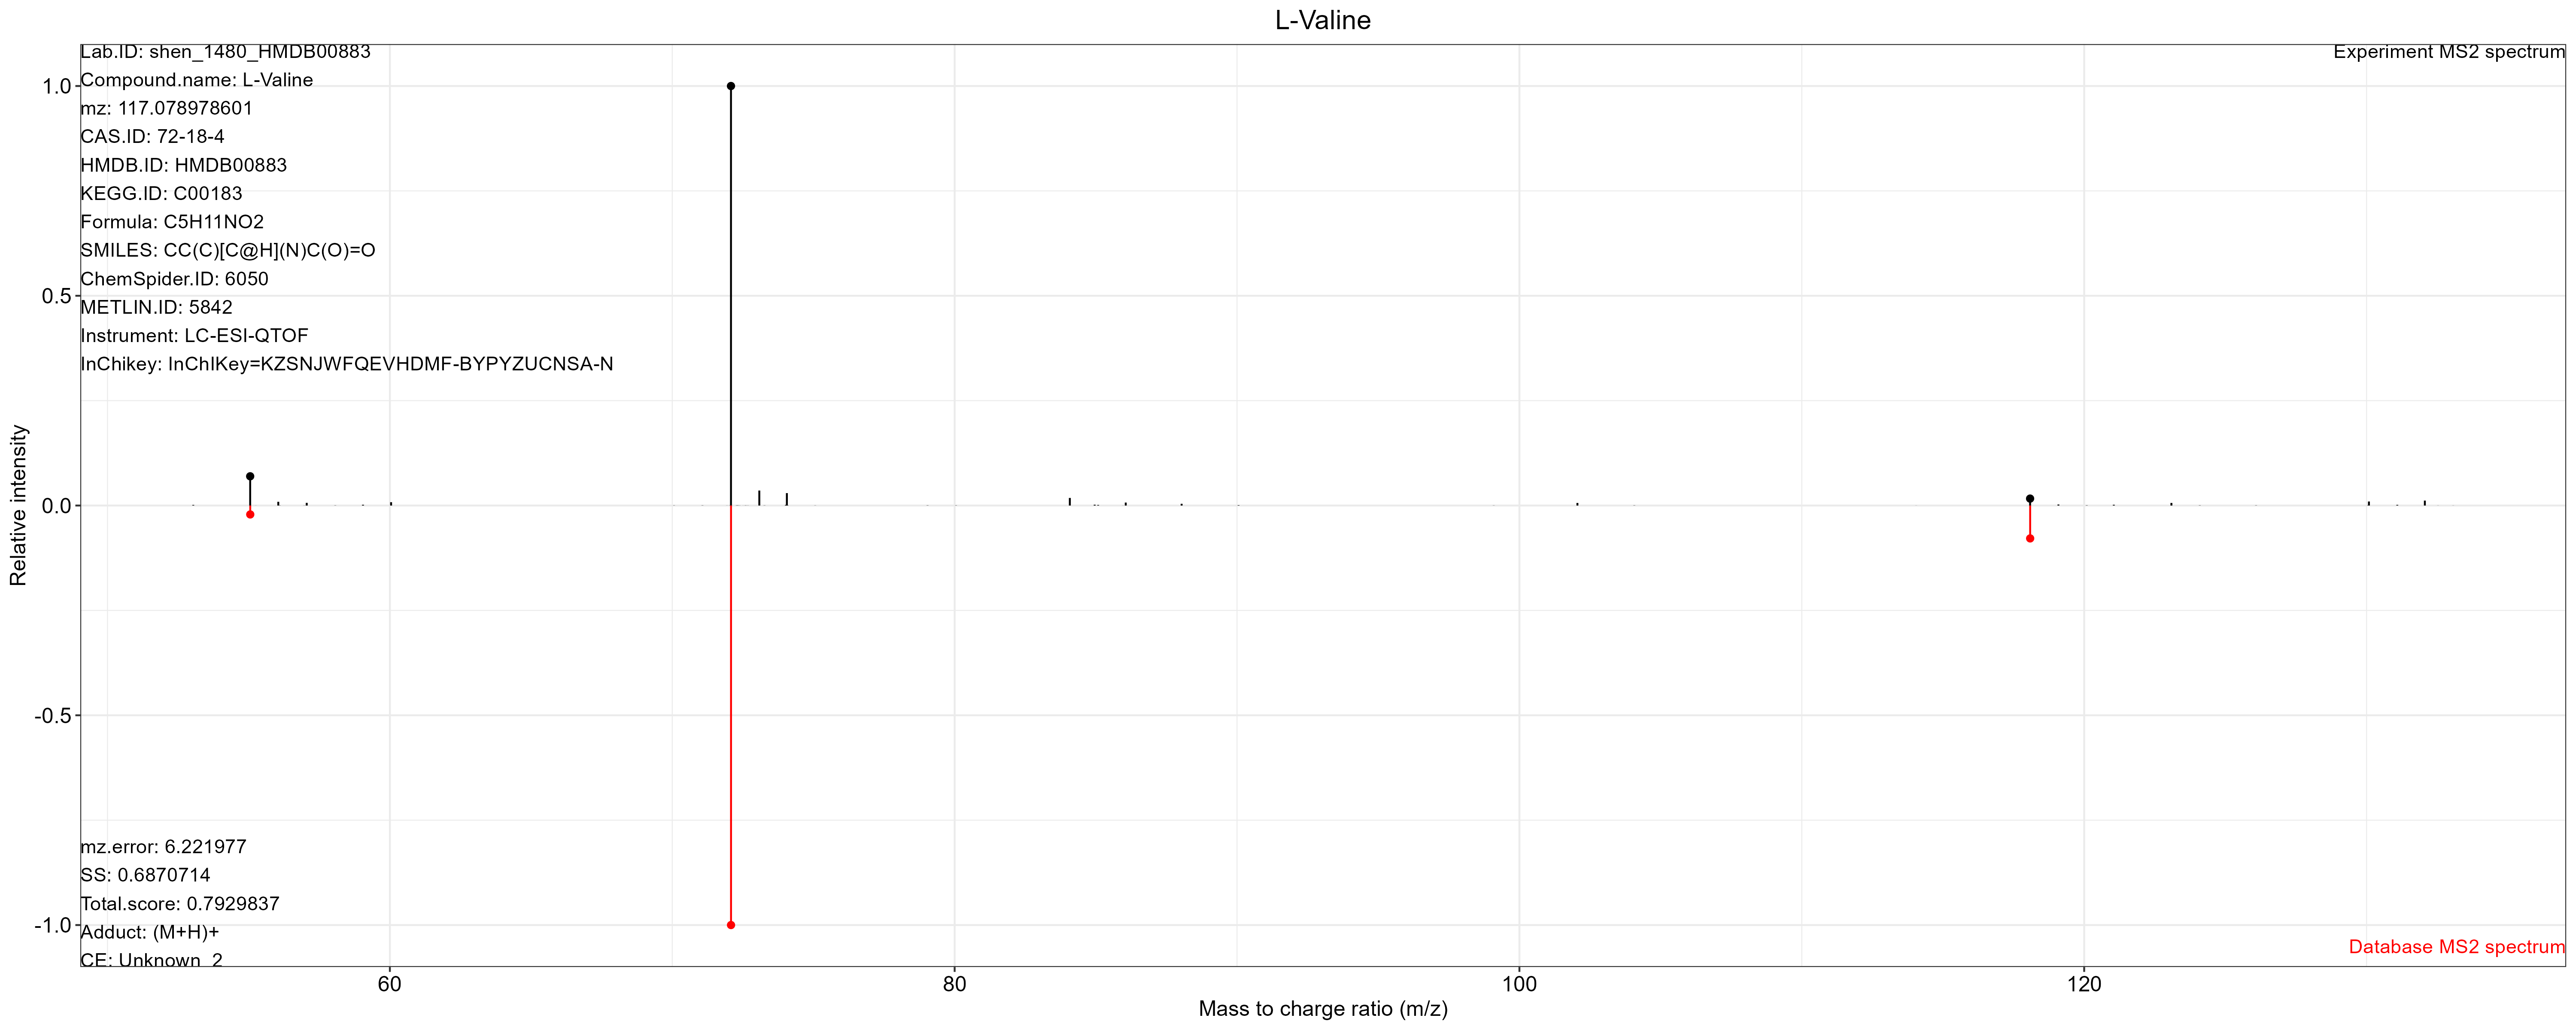 L-Valine
Lab.ID: shen_1480_HMDB00883
Experiment MS2 spectrum
Compound.name: L-Valine
mz: 117.078978601
CAS.ID: 72-18-4
HMDB.ID: HMDB00883
KEGG.ID: C00183
Formula: C5H11NO2
SMILES: CC(C)[C@H](N)C(O)=O
ChemSpider.ID: 6050
METLIN.ID: 5842
Instrument: LC-ESI-QTOF
InChikey: InChIKey=KZSNJWFQEVHDMF-BYPYZUCNSA-N
1.0
0.5
0.0
-0.5
-1.0
Relative intensity
mz.error: 6.221977
SS: 0.6870714
Total.score: 0.7929837
Adduct: (M+H)+
CE: Unknown_2
Database MS2 spectrum
60 80 100 120
Mass to charge ratio (m/z)